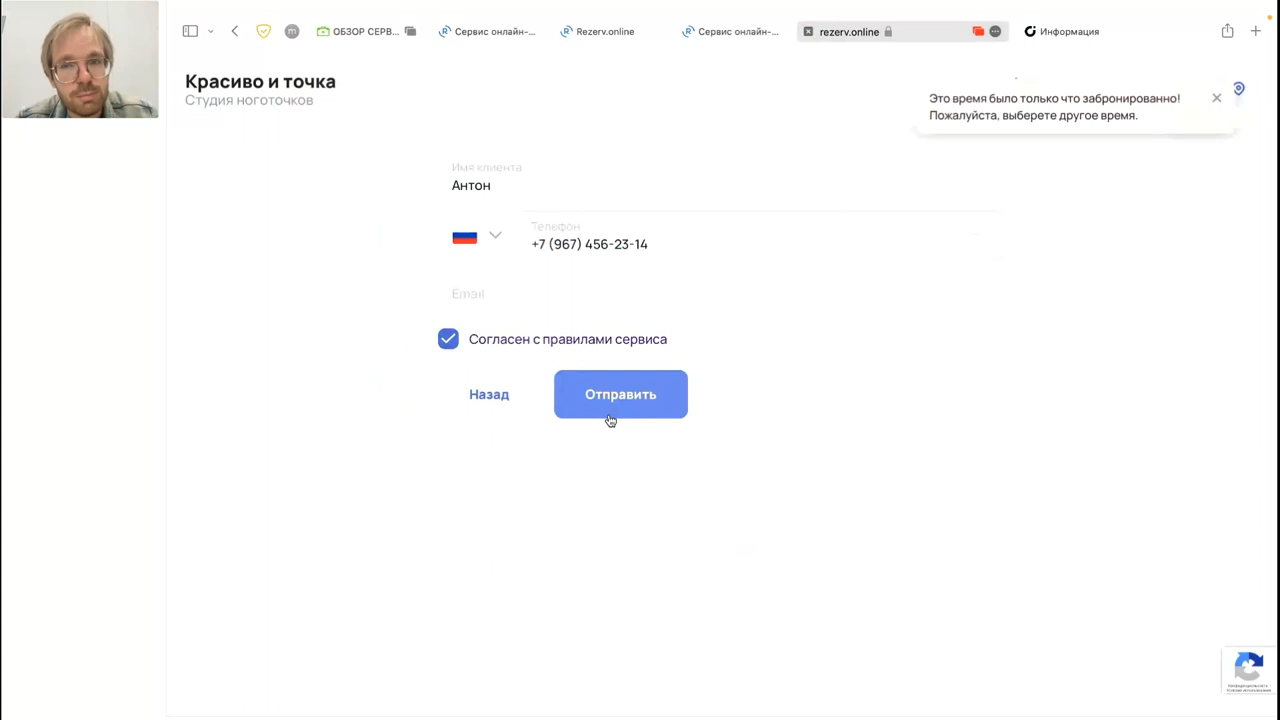 ОБЗОР СЕРВ...
Сервис онлайн-...
Rezerv.online
Сервис онлайн-...
rezerv.online
Информация
Красиво и точка
Студия ноготочков
Это время было только что забронированно!
Пожалуйста, выберете другое время.
Имя клиента
Антон
Телефон
+7 (967) 456-23-14
Email
Согласен с правилами сервиса
Назад
Отправить